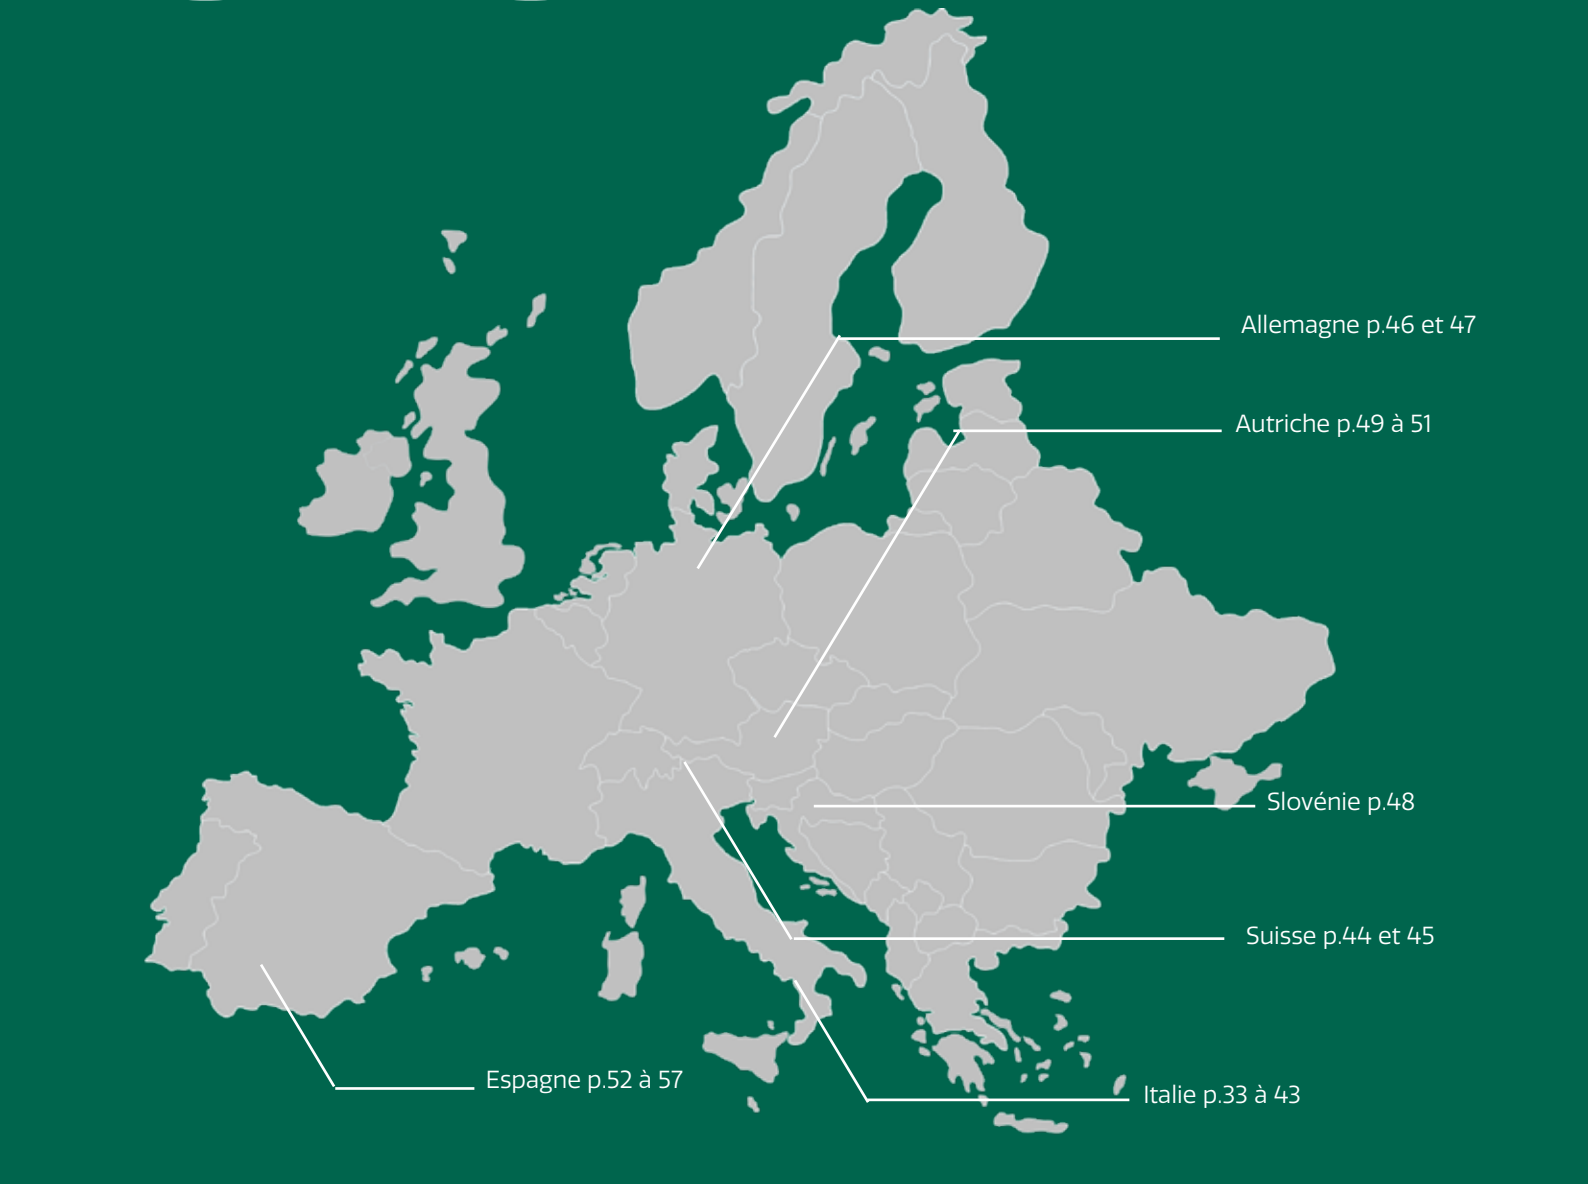 Allemagne p.46 et 47
Autriche p.49 à 51
Slovénie p.48
Suisse p.44 et 45
Espagne p.52 à 57
Italie p.33 à 43